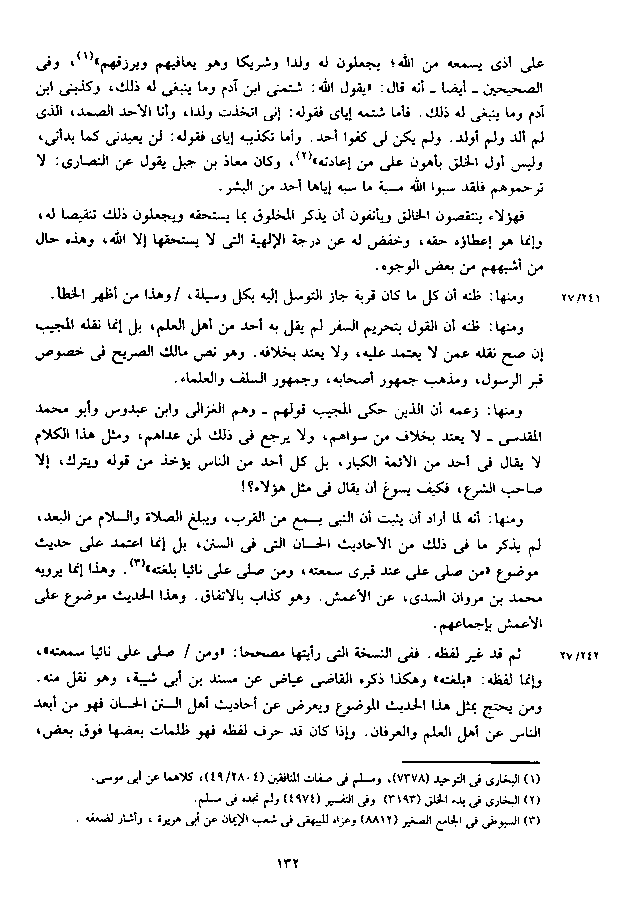 على أذى يسمعه من الله؛ يجعلون له ولدا وشريكا وهو يعافيهم ويرزقهم»(١)، وفى
الصحيحين ـ أيضا ـ أنه قال: «يقول الله: شتمنى ابن آدم وما ينبغى له ذلك، وكذبنى ابن
آدم وما ينبغى له ذلك. فأما شتمه إياى فقوله: إنى اتخذت ولدا، وأنا الأحد الصمد، الذى
لم ألد ولم أولد. ولم يكن لى كفوا أحد. وأما تكذيبه إياى فقوله: لن يعيدنى كما بدأنى،
وليس أول الخلق بأهون على من إعادته»(٢)، وكان معاذ بن جبل يقول عن النصارى: لا
ترحموهم فلقد سبوا الله مسبة ما سبه إياها أحد من البشر.
فهؤلاء ينتقصون الخالق ويأنفون أن يذكر المخلوق بما يستحقه ويجعلون ذلك تنقيصا له،
وإنما هو إعطاؤه حقه، وخفض له عن درجة الإلهية التى لا يستحقها إلا الله، وهذه حال
من أشبههم من بعض الوجوه.
٢٧/٢٤١ ومنها: ظنه أن كل ما كان قربة جاز التوسل إليه بكل وسيلة، / وهذا من أظهر الخطأ.
ومنها: ظنه أن القول بتحريم السفر لم يقل به أحد من أهل العلم، بل إنما نقله المجيب
إن صح نقله عمن لا يعتمد عليه، ولا يعتد بخلافه. وهو نص مالك الصريح فى خصوص
قبر الرسول، ومذهب جمهور أصحابه، وجمهور السلف والعلماء.
ومنها: زعمه أن الذين حكى المجيب قولهم ـ وهم الغزالى وابن عبدوس وأبو محمد
المقدسى ـ لا يعتد بخلاف من سواهم، ولا يرجع فى ذلك لمن عداهم، ومثل هذا الكلام
لا يقال فى أحد من الأئمة الكبار، بل كل أحد من الناس يؤخذ من قوله ويترك، إلا
صاحب الشرع، فكيف يسوغ أن يقال فى مثل هؤلاء؟!
ومنها: أنه لما أراد أن يثبت أن النبى يسمع من القرب، ويبلغ الصلاة والسلام من البعد،
لم يذكر ما فى ذلك من الأحاديث الحسان التى فى السنن، بل إنما اعتمد على حديث
موضوع «من صلى على عند قبرى سمعته، ومن صلى على نائيا بلغته»(٣). وهذا إنما يرويه
محمد بن مروان السدى، عن الأعمش. وهو كذاب بالاتفاق. وهذا الحديث موضوع على
الأعمش بإجماعهم.
٢٧/٢٤٢ ثم قد غير لفظه. ففى النسخة التى رأيتها مصححا: «ومن / صلى على نائيا سمعته»،
وإنما لفظه: «بلغته» وهكذا ذكره القاضى عياض عن مسند بن أبى شيبة، وهو نقل منه.
ومن يحتج بمثل هذا الحديث الموضوع ويعرض عن أحاديث أهل السنن الحسان فهو من أبعد
الناس عن أهل العلم والعرفان. وإذا كان قد حرف لفظه فهو ظلمات بعضها فوق بعض،
(١) البخارى فى التوحيد (٧٣٧٨)، ومسلم فى صفات المنافقين (٤٩/٢٨٠٤)، كلاهما عن أبى موسى.
(٢) البخارى فى بدء الخلق (٣١٩٣) وفى التفسير (٤٩٧٤) ولم نجده فى مسلم.
(٣) السيوطى فى الجامع الصغير (٨٨١٢) وعزاه للبيهقى فى شعب الإيمان عن أبى هريرة ، وأشار لضعفه .
١٣٢